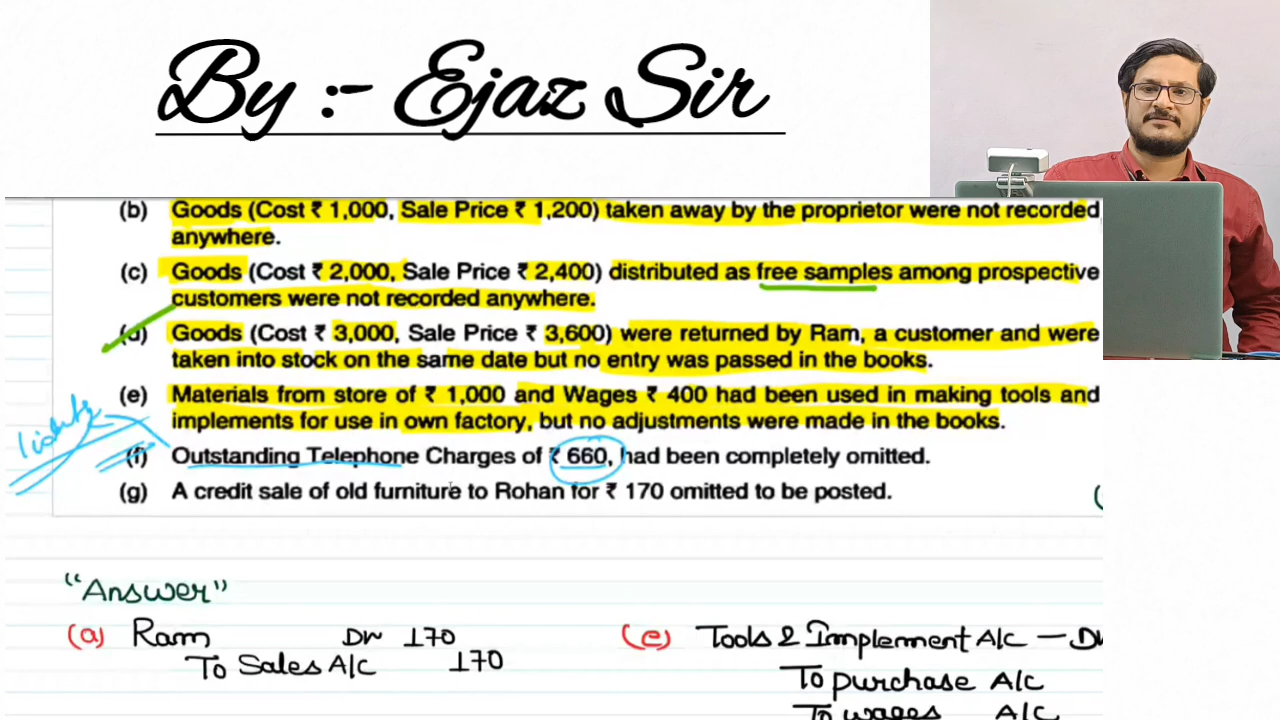 By :- Ejaz Sir
(b) Goods (Cost ₹ 1,000, Sale Price ₹ 1,200) taken away by the proprietor were not recorded
anywhere.
(c) Goods (Cost ₹ 2,000, Sale Price ₹ 2,400) distributed as free samples among prospective
customers were not recorded anywhere.
(d) Goods (Cost ₹ 3,000, Sale Price ₹ 3,600) were returned by Ram, a customer and were
taken into stock on the same date but no entry was passed in the books.
(e) Materials from store of ₹ 1,000 and Wages ₹ 400 had been used in making tools and
implements for use in own factory, but no adjustments were made in the books.
(f) Outstanding Telephone Charges of ₹ 660, had been completely omitted.
(g) A credit sale of old furniture to Rohan for ₹ 170 omitted to be posted.
"Answer"
(a) Ram Dr 170
To Sales A/c 170
(e) Tools & Implement A/c — Dr
To purchase A/c
To wages A/c